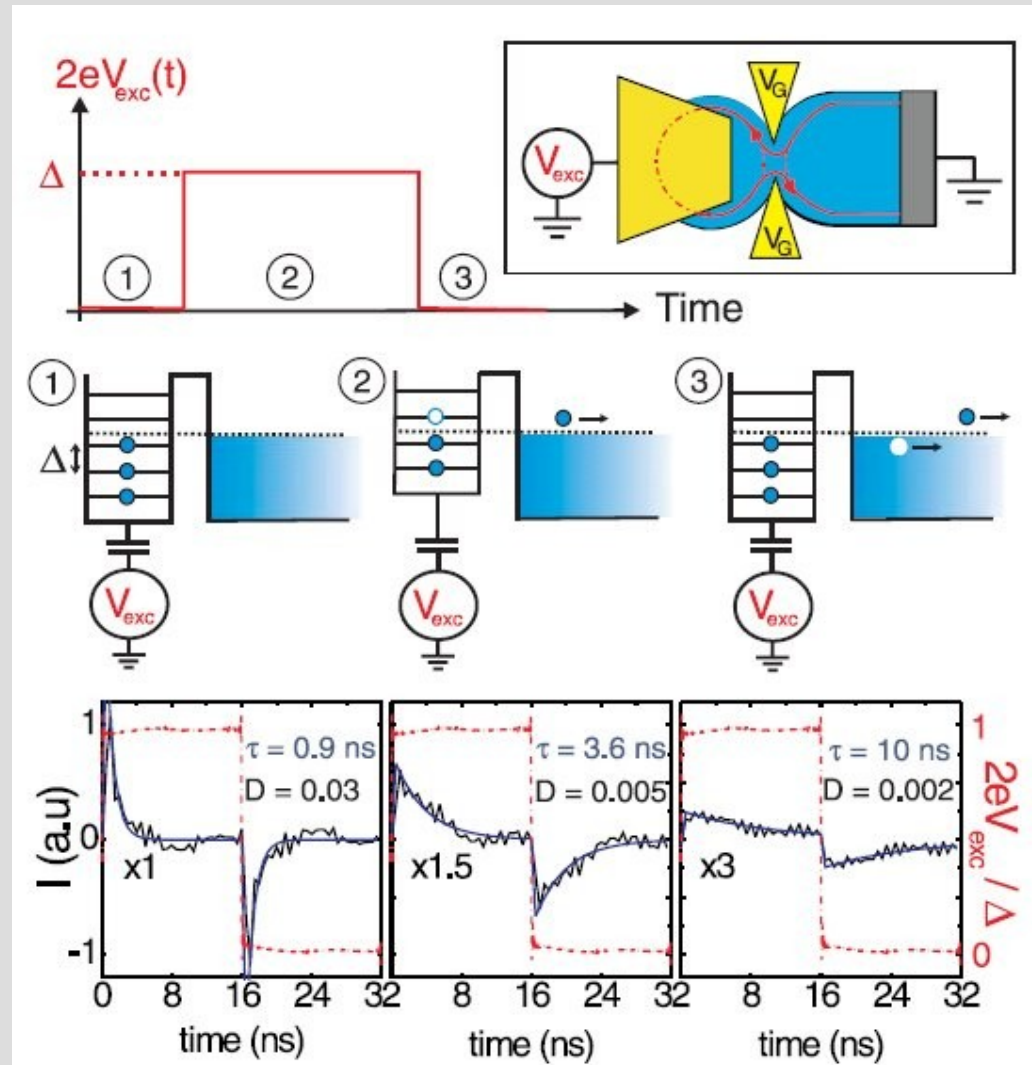 2eV_exc(t)
Δ
1
2
3
Time
V_exc
V_G
V_G
1
2
3
Δ
V_exc
V_exc
V_exc
I (a.u)
1
0
-1
τ = 0.9 ns
D = 0.03
x1
τ = 3.6 ns
D = 0.005
x1.5
τ = 10 ns
D = 0.002
x3
1
0
2eV_exc / Δ
0 8 16 24 32
0 8 16 24 32
0 8 16 24 32
time (ns)
time (ns)
time (ns)